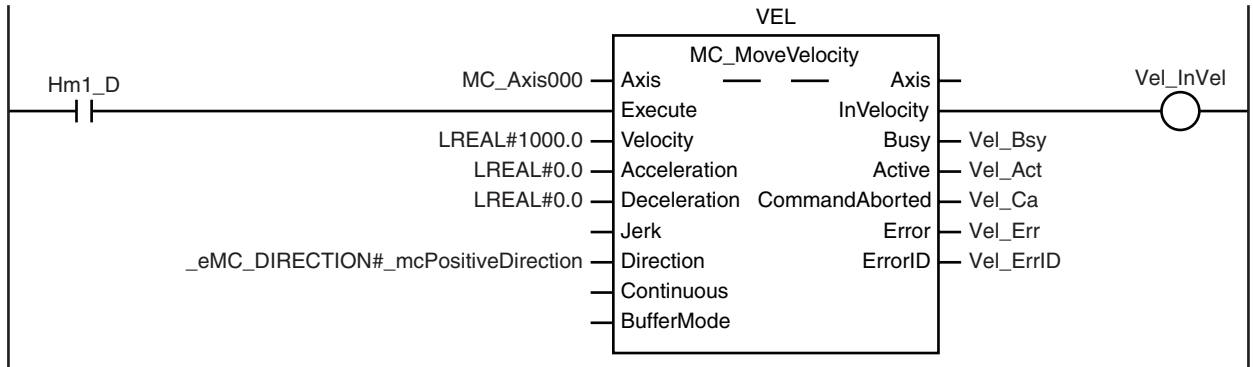 VEL
MC_MoveVelocity
Hm1_D
MC_Axis000 Axis Axis Vel_InVel
Execute InVelocity
LREAL#1000.0 Velocity Busy Vel_Bsy
LREAL#0.0 Acceleration Active Vel_Act
LREAL#0.0 Deceleration CommandAborted Vel_Ca
Jerk Error Vel_Err
_eMC_DIRECTION#_mcPositiveDirection Direction ErrorID Vel_ErrID
Continuous
BufferMode